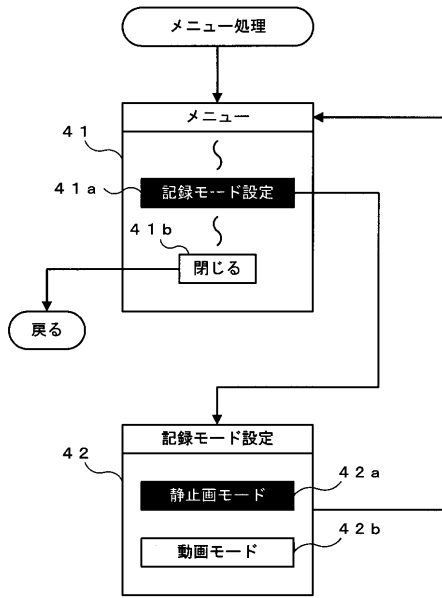 メニュー処理
メニュー
41
記録モード設定
41a
41b
閉じる
戻る
記録モード設定
42
静止画モード
42a
動画モード
42b